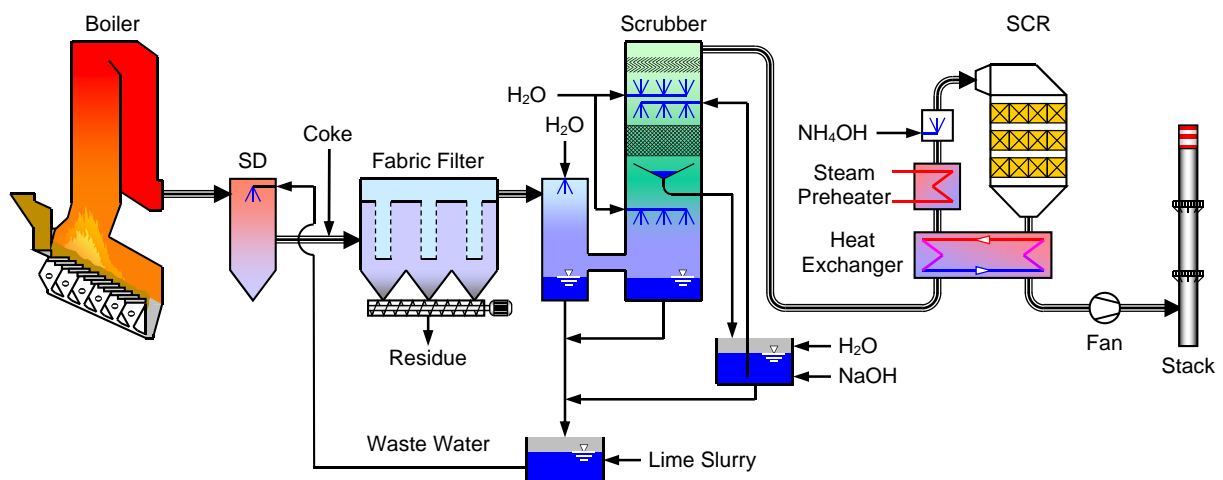 Boiler
Scrubber
SCR
H₂O
H₂O
Coke
SD
Fabric Filter
NH₄OH
Steam
Preheater
Heat
Exchanger
Residue
H₂O
NaOH
Fan
Stack
Waste Water
Lime Slurry